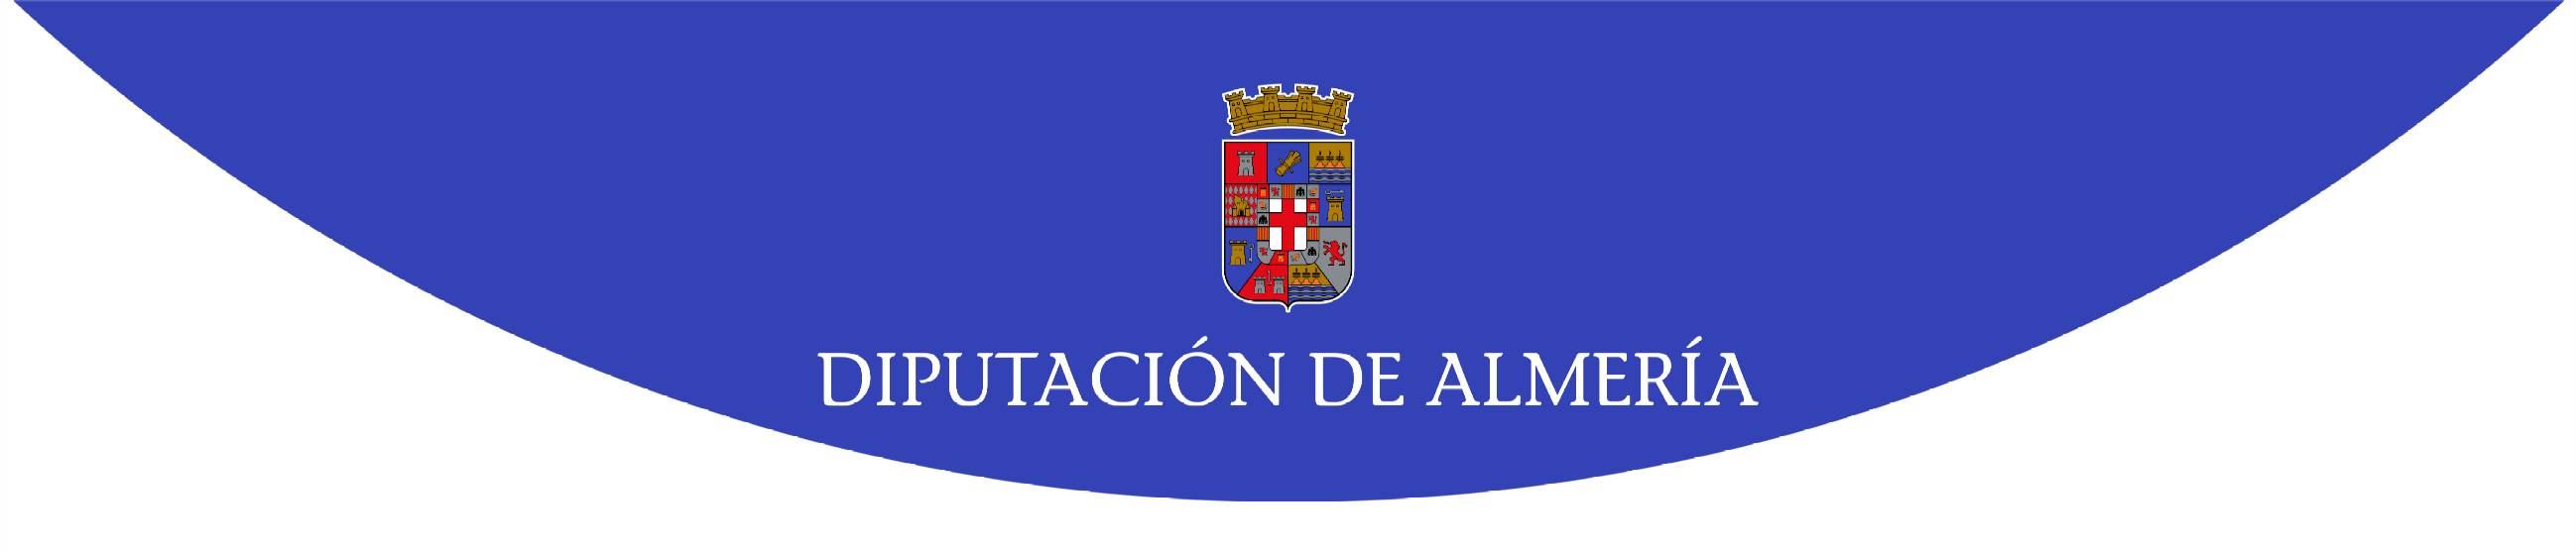 DIPUTACIÓN DE ALMERÍA